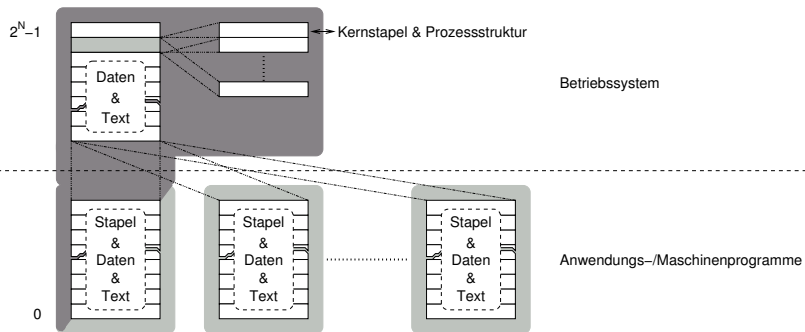 2^N−1
Kernstapel & Prozessstruktur
Daten
&
Text
Betriebssystem
Stapel
&
Daten
&
Text
Stapel
&
Daten
&
Text
Stapel
&
Daten
&
Text
Anwendungs−/Maschinenprogramme
0